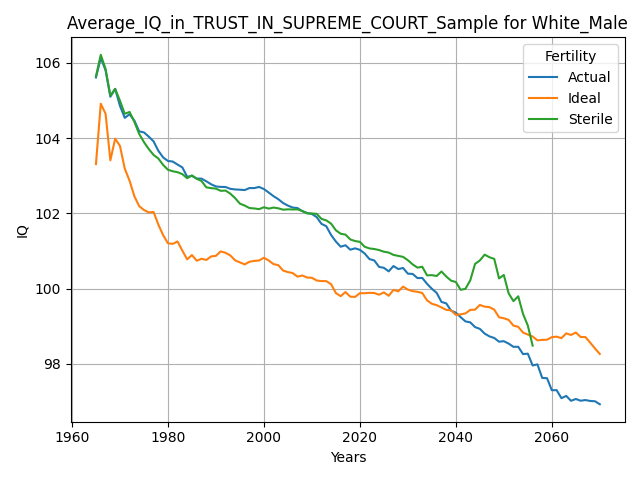 Average_IQ_in_TRUST_IN_SUPREME_COURT_Sample for White_Male
Fertility
Actual
Ideal
Sterile
IQ
106
104
102
100
98
1960
1980
2000
2020
2040
2060
Years